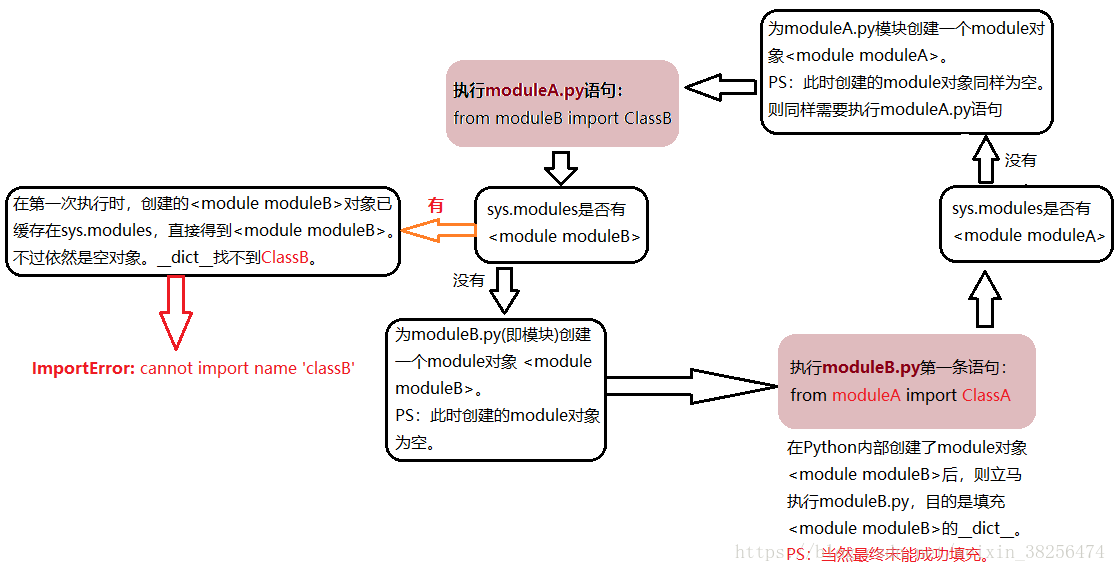 为moduleA.py模块创建一个module对
象<module moduleA>。
PS：此时创建的module对象同样为空。
则同样需要执行moduleA.py语句
执行moduleA.py语句：
from moduleB import ClassB
没有
在第一次执行时，创建的<module moduleB>对象已
缓存在sys.modules，直接得到<module moduleB>。
不过依然是空对象。__dict__找不到ClassB。
有
sys.modules是否有
<module moduleB>
sys.modules是否有
<module moduleA>
没有
为moduleB.py(即模块)创建
一个module对象 <module
moduleB>。
PS：此时创建的module对象
为空。
ImportError: cannot import name 'classB'
执行moduleB.py第一条语句：
from moduleA import ClassA
在Python内部创建了module对象
<module moduleB>后，则立马
执行moduleB.py，目的是填充
<module moduleB>的__dict__。
PS：当然最终未能成功填充。